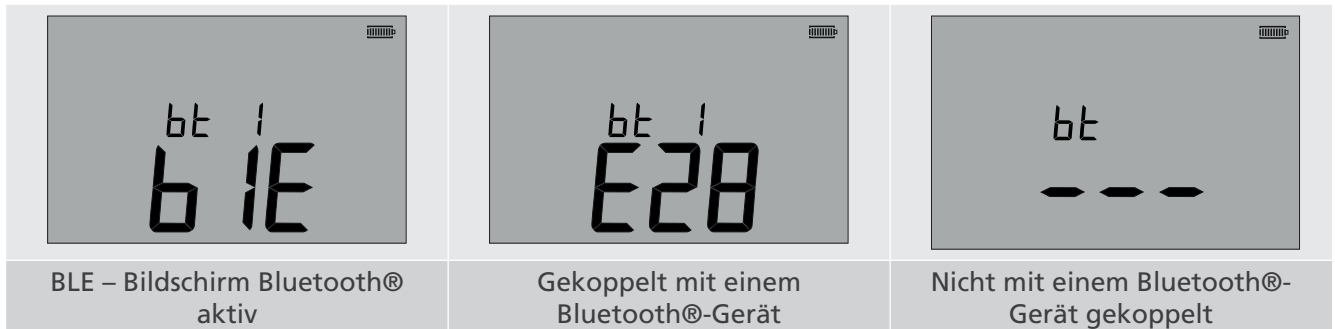 bt 1
b1E
BLE – Bildschirm Bluetooth®
aktiv
bt 1
E28
Gekoppelt mit einem
Bluetooth®-Gerät
bt
---
Nicht mit einem Bluetooth®-
Gerät gekoppelt